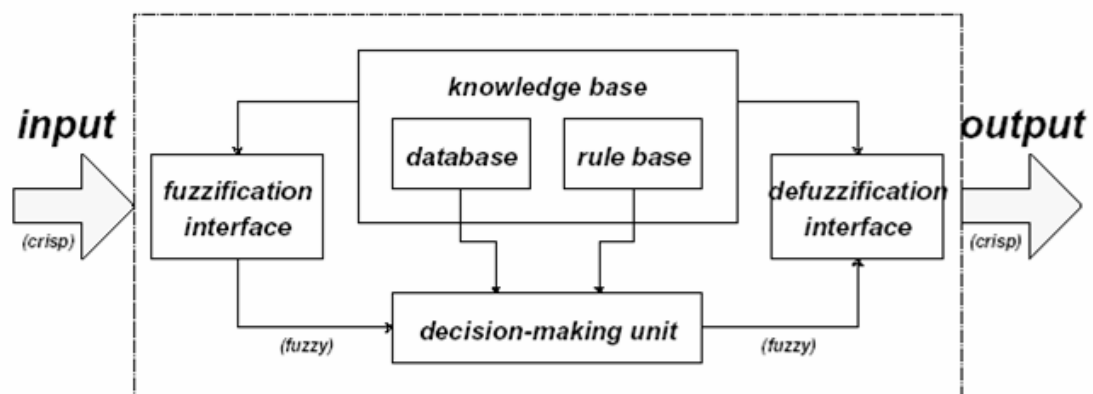 knowledge base
input
output
database
rule base
fuzzification
interface
defuzzification
interface
(crisp)
(crisp)
decision-making unit
(fuzzy)
(fuzzy)